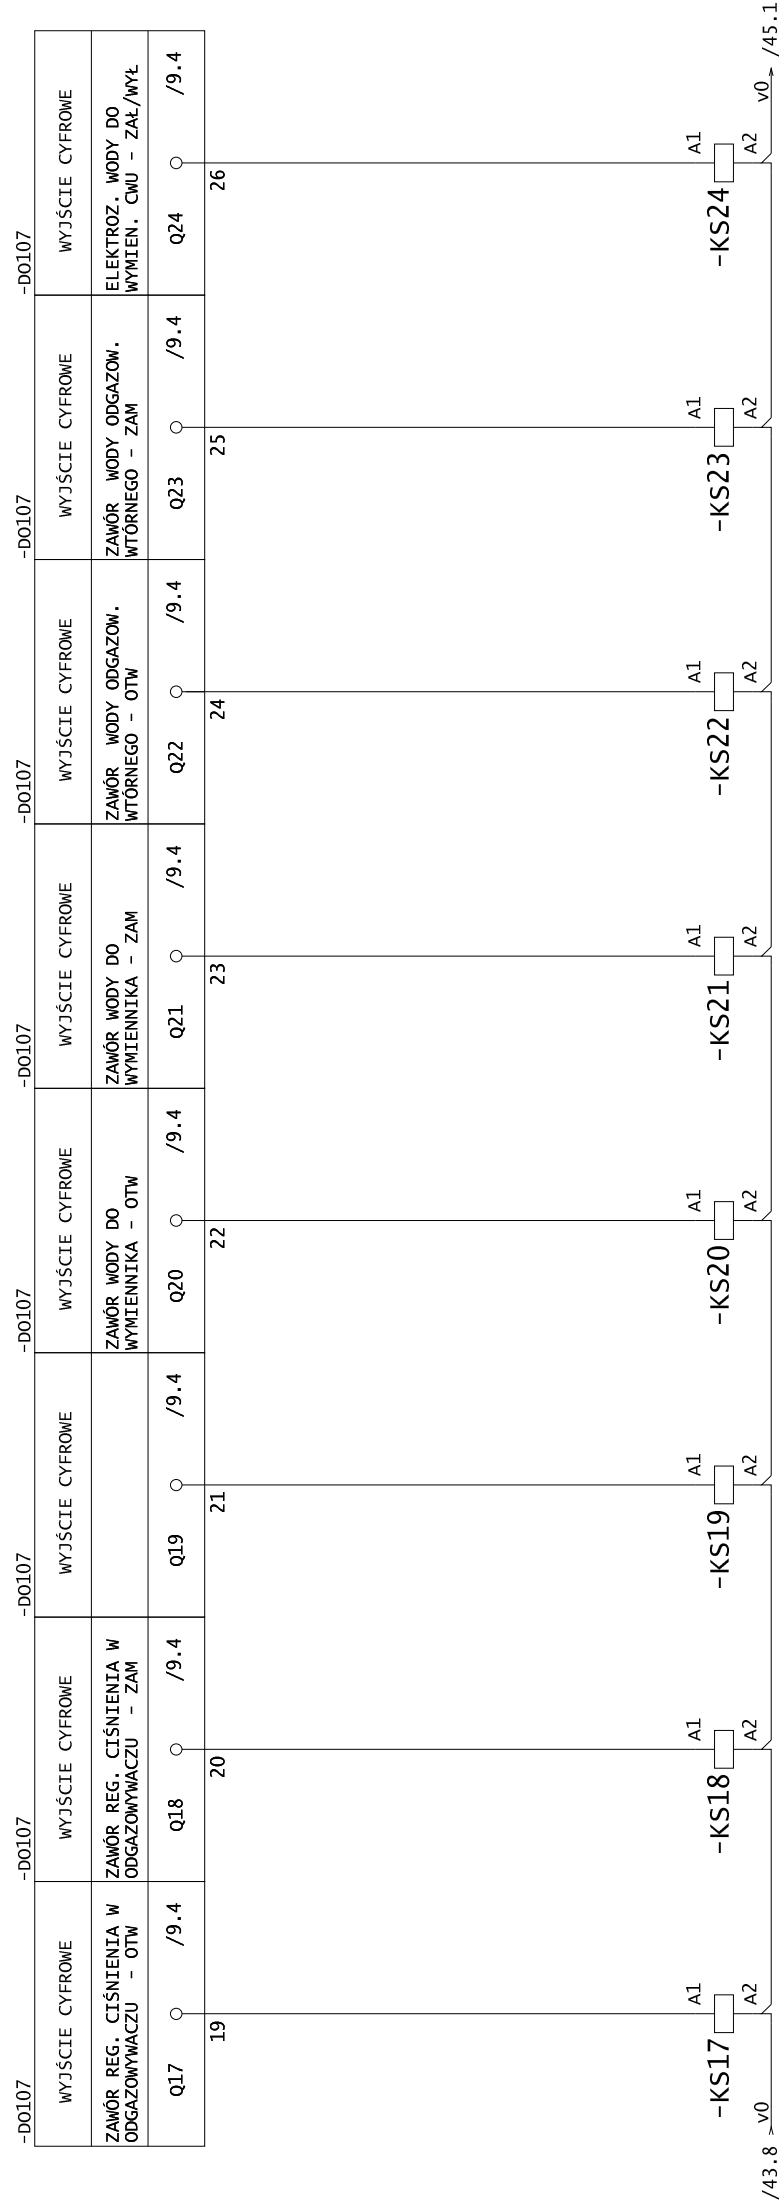 -DO107
WYJŚCIE CYFROWE
ZAWÓR REG. CIŚNIENIA W
ODGAZOWYWACZU - OTW
Q17 /9.4
19
A1
-KS17
A2
-DO107
WYJŚCIE CYFROWE
ZAWÓR REG. CIŚNIENIA W
ODGAZOWYWACZU - ZAM
Q18 /9.4
20
A1
-KS18
A2
-DO107
WYJŚCIE CYFROWE
Q19 /9.4
21
A1
-KS19
A2
-DO107
WYJŚCIE CYFROWE
ZAWÓR WODY DO
WYMIENNIKA - OTW
Q20 /9.4
22
A1
-KS20
A2
-DO107
WYJŚCIE CYFROWE
ZAWÓR WODY DO
WYMIENNIKA - ZAM
Q21 /9.4
23
A1
-KS21
A2
-DO107
WYJŚCIE CYFROWE
ZAWÓR WODY ODGAZOW.
WTÓRNEGO - OTW
Q22 /9.4
24
A1
-KS22
A2
-DO107
WYJŚCIE CYFROWE
ZAWÓR WODY ODGAZOW.
WTÓRNEGO - ZAM
Q23 /9.4
25
A1
-KS23
A2
-DO107
WYJŚCIE CYFROWE
ELEKTROZ. WODY DO
WYMIEN. CWU - ZAŁ/WYŁ
Q24 /9.4
26
A1
-KS24
A2
/43.8 v0
v0 /45.1